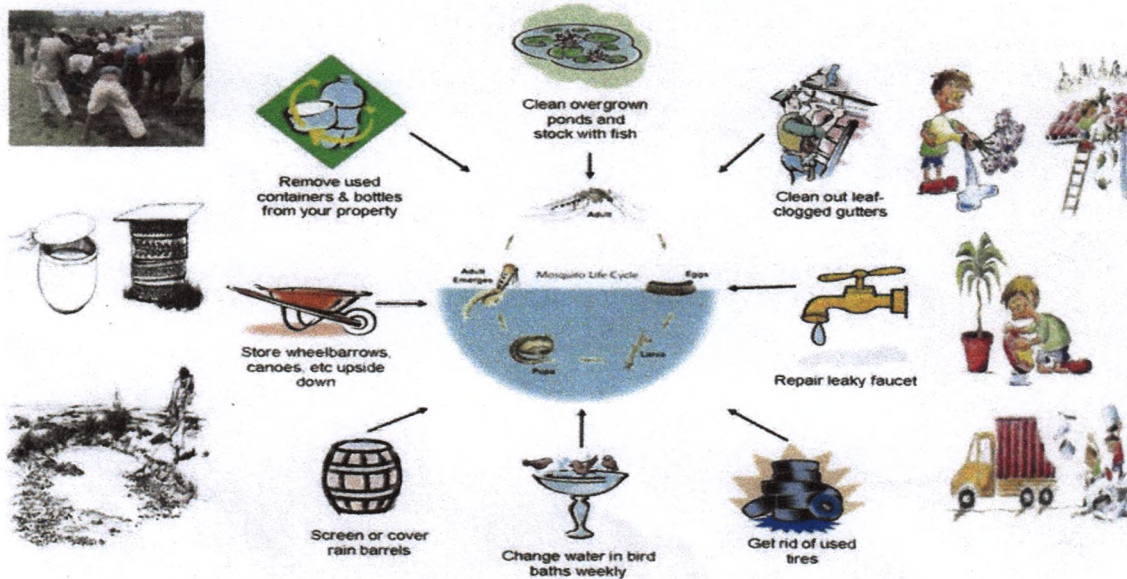 Clean overgrown
ponds and
stock with fish
Remove used
containers & bottles
from your property
Clean out leaf-
clogged gutters
Adult
Adult
Emerges
Mosquito Life Cycle
Eggs
Pupa
Larva
Store wheelbarrows,
canoes, etc upside
down
Repair leaky faucet
Screen or cover
rain barrels
Change water in bird
baths weekly
Get rid of used
tires